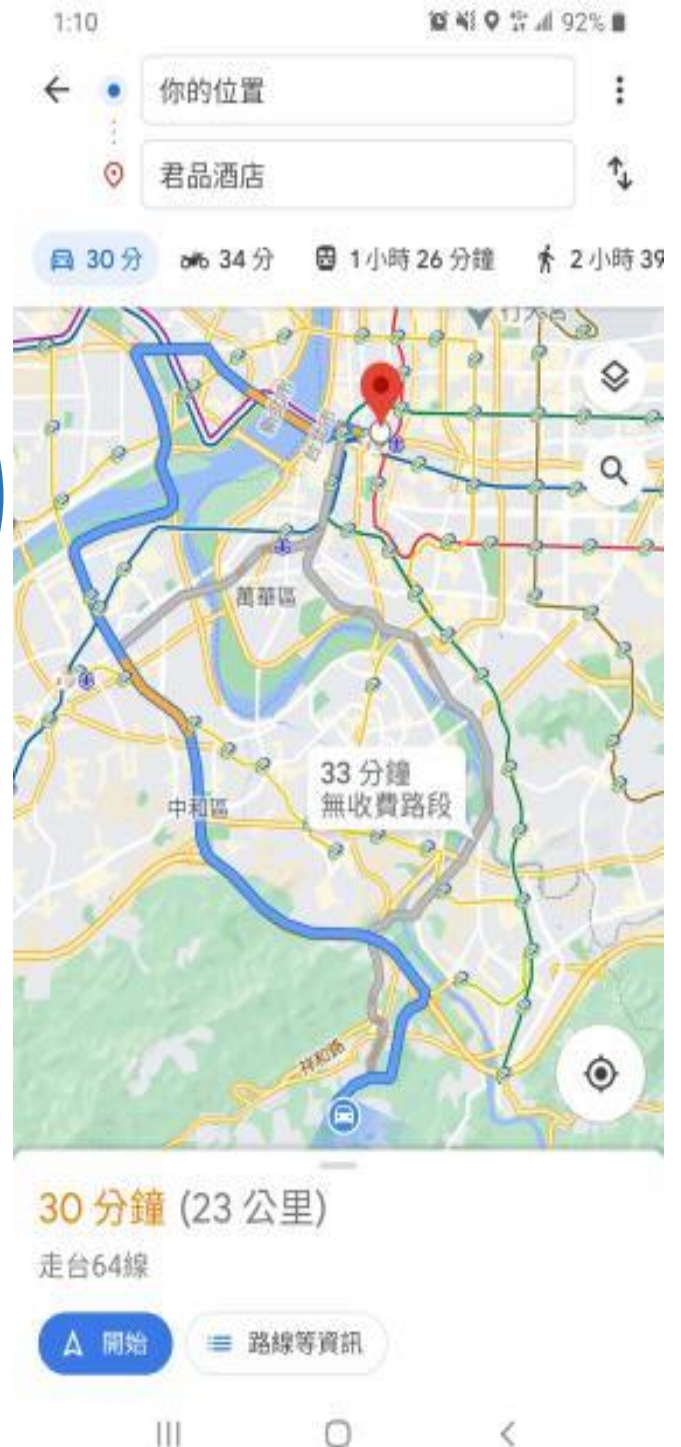 1:10
92%
你的位置
君品酒店
30 分
34 分
1 小時 26 分鐘
2 小時 39
萬華區
33 分鐘
無收費路段
中和區
祥和路
30 分鐘 (23 公里)
走台64線
開始
路線等資訊